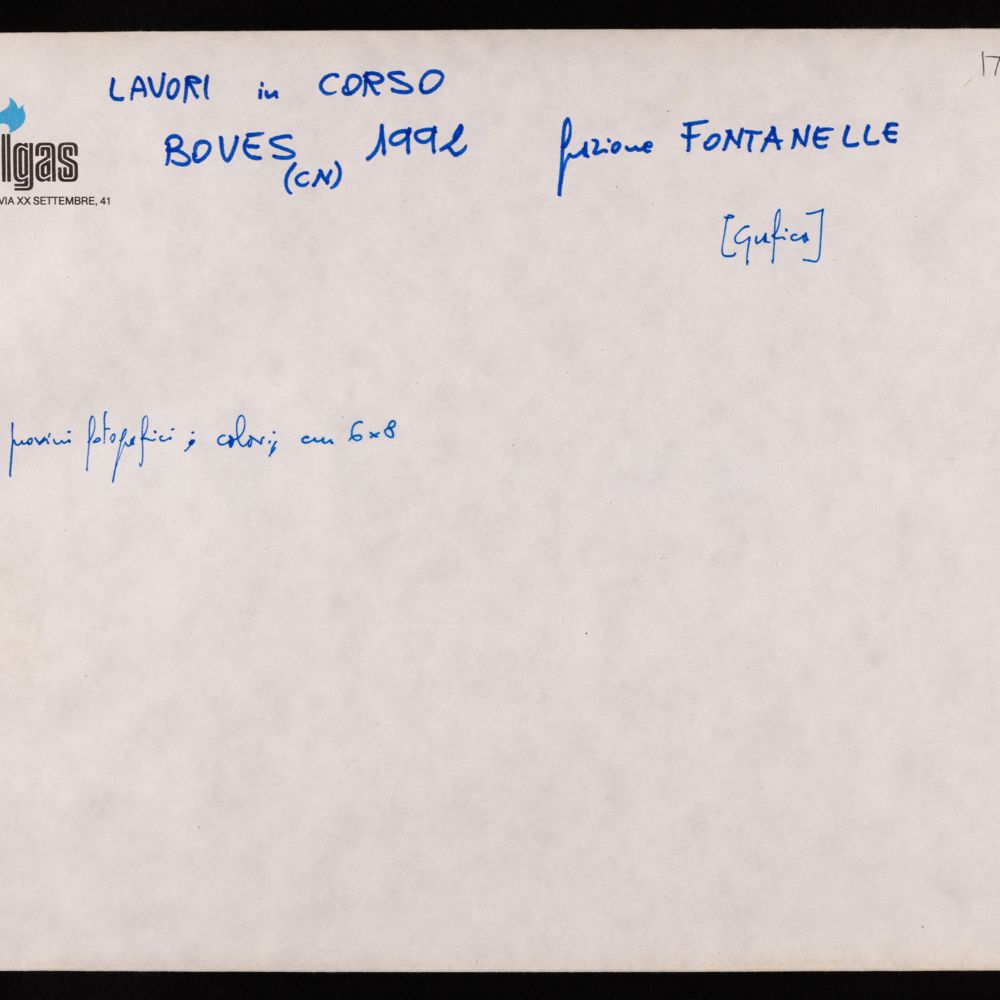 17
LAVORI in CORSO
BOVES 1992 frazione FONTANELLE
(CN)
lgas
VIA XX SETTEMBRE, 41
[Grafica]
provini fotografici; colori; cm 6x8